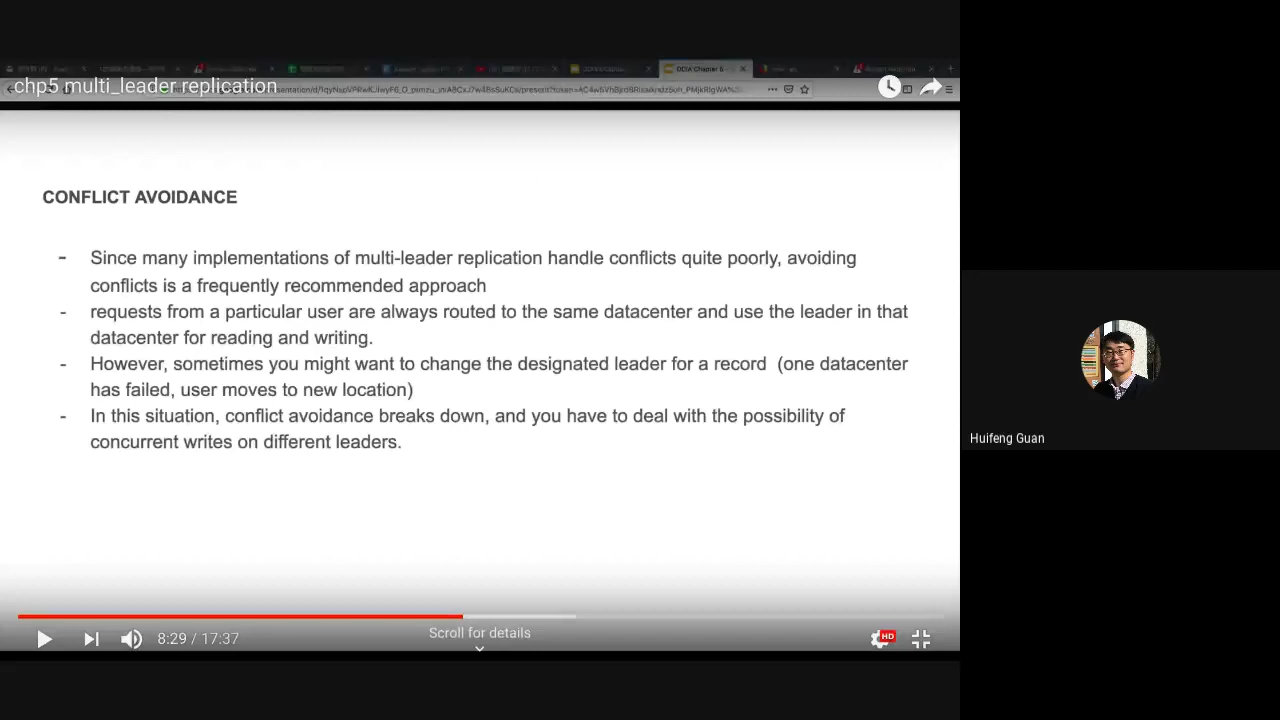 chp5 multi_leader replication
CONFLICT AVOIDANCE
- Since many implementations of multi-leader replication handle conflicts quite poorly, avoiding
conflicts is a frequently recommended approach
- requests from a particular user are always routed to the same datacenter and use the leader in that
datacenter for reading and writing.
- However, sometimes you might want to change the designated leader for a record (one datacenter
has failed, user moves to new location)
- In this situation, conflict avoidance breaks down, and you have to deal with the possibility of
concurrent writes on different leaders.
Huifeng Guan
8:29 / 17:37
Scroll for details
HD